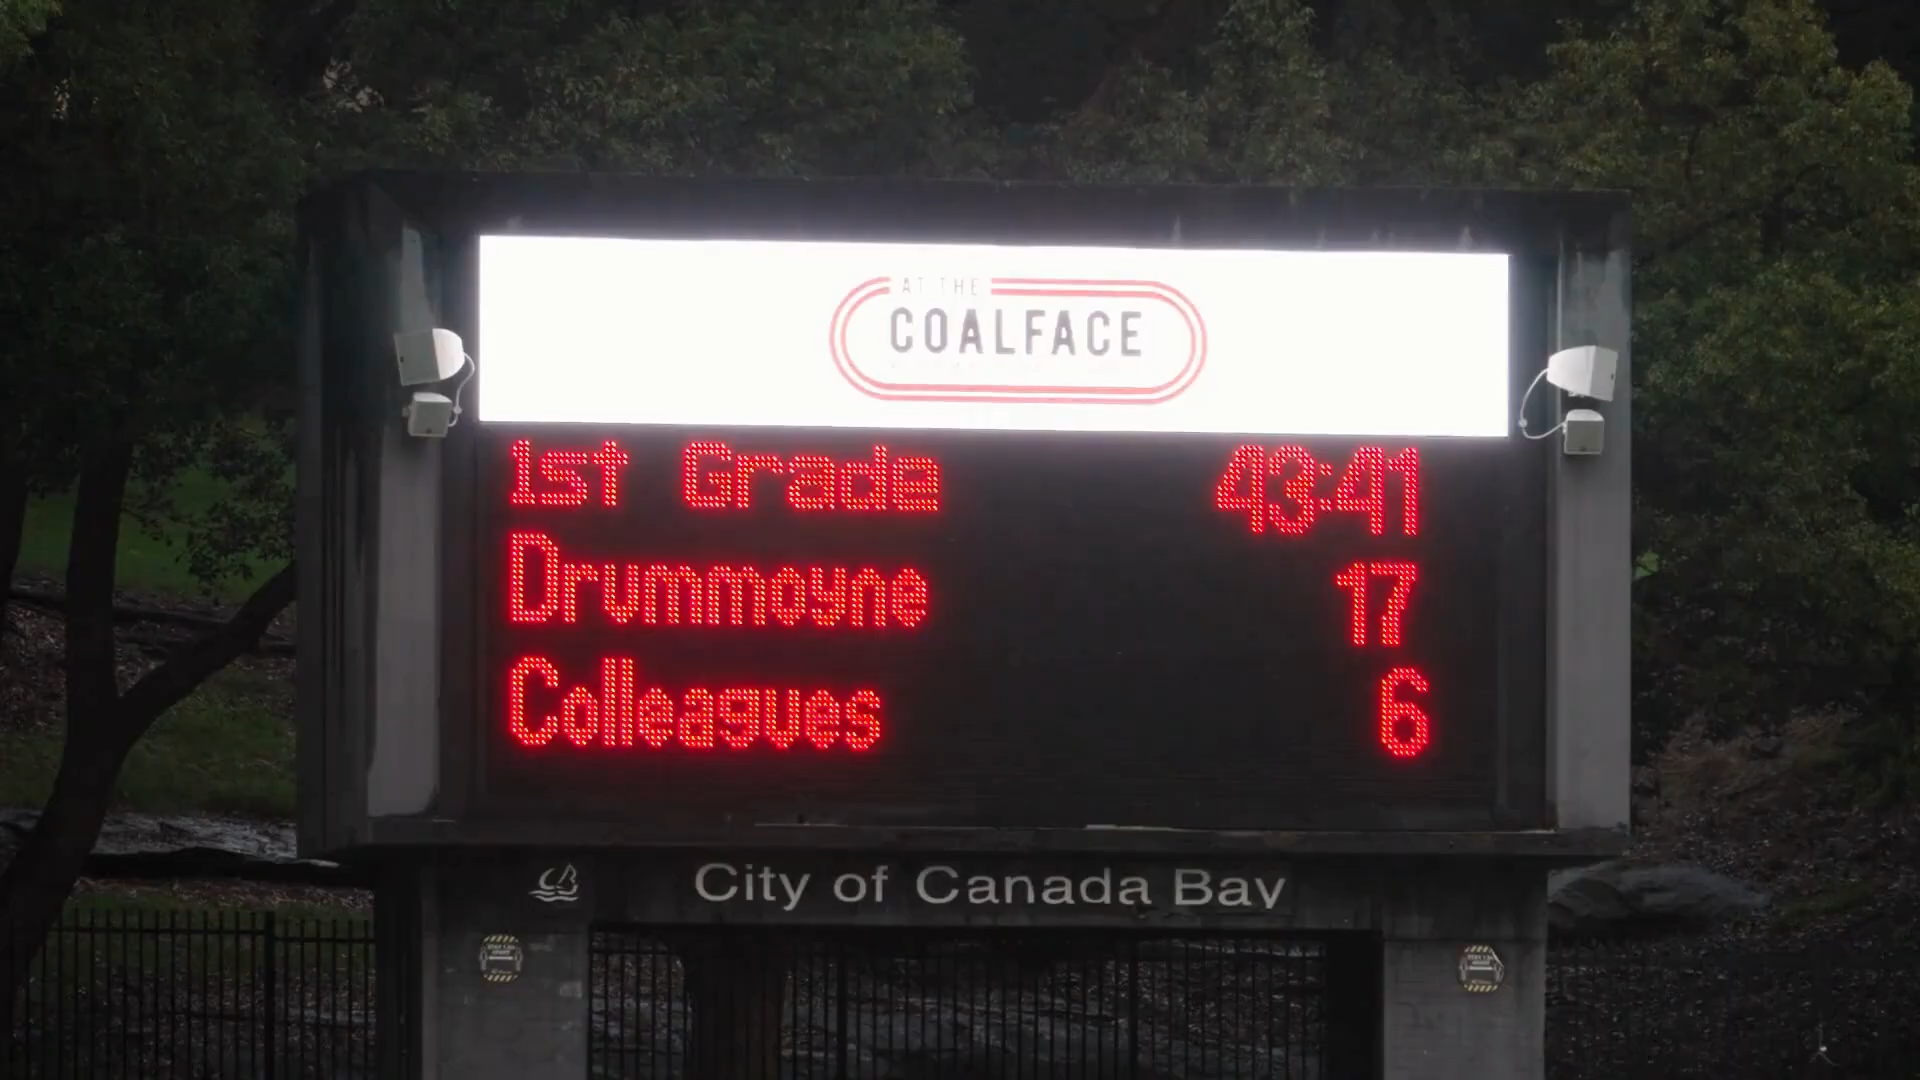 AT THE
COALFACE
1st Grade 43:41
Drummoyne 17
Colleagues 6
City of Canada Bay